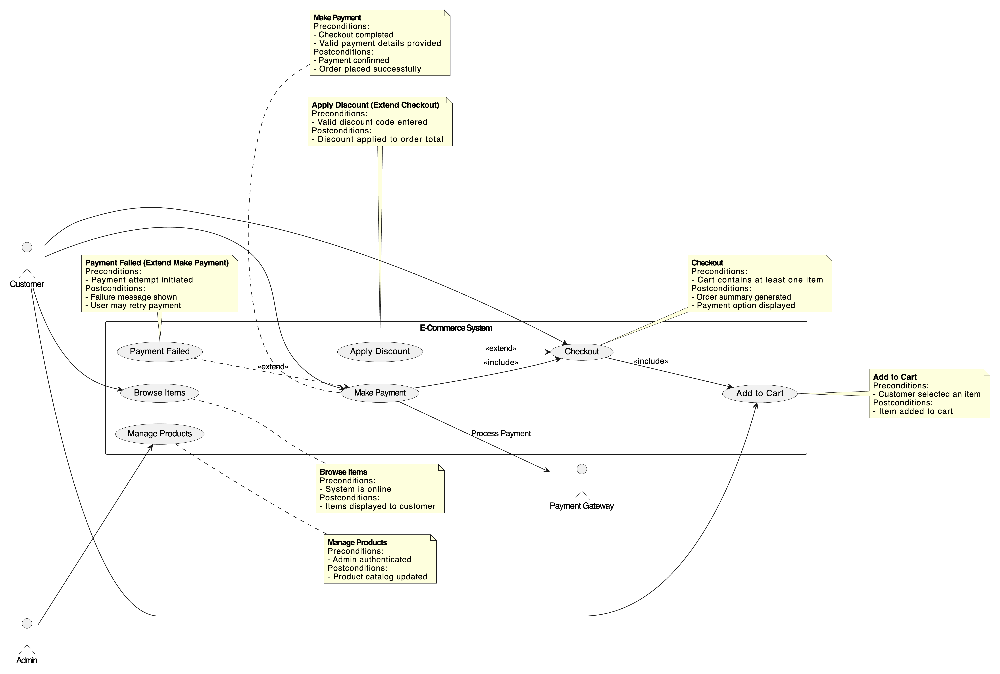 Make Payment
Preconditions:
- Checkout completed
- Valid payment details provided
Postconditions:
- Payment confirmed
- Order placed successfully
Apply Discount (Extend Checkout)
Preconditions:
- Valid discount code entered
Postconditions:
- Discount applied to order total
Customer
Payment Failed (Extend Make Payment)
Preconditions:
- Payment attempt initiated
Postconditions:
- Failure message shown
- User may retry payment
Checkout
Preconditions:
- Cart contains at least one item
Postconditions:
- Order summary generated
- Payment option displayed
E-Commerce System
Payment Failed
Apply Discount
«extend»
Checkout
«include»
«include»
«extend»
Browse Items
Make Payment
Add to Cart
Add to Cart
Preconditions:
- Customer selected an item
Postconditions:
- Item added to cart
Manage Products
Process Payment
Browse Items
Preconditions:
- System is online
Postconditions:
- Items displayed to customer
Payment Gateway
Manage Products
Preconditions:
- Admin authenticated
Postconditions:
- Product catalog updated
Admin